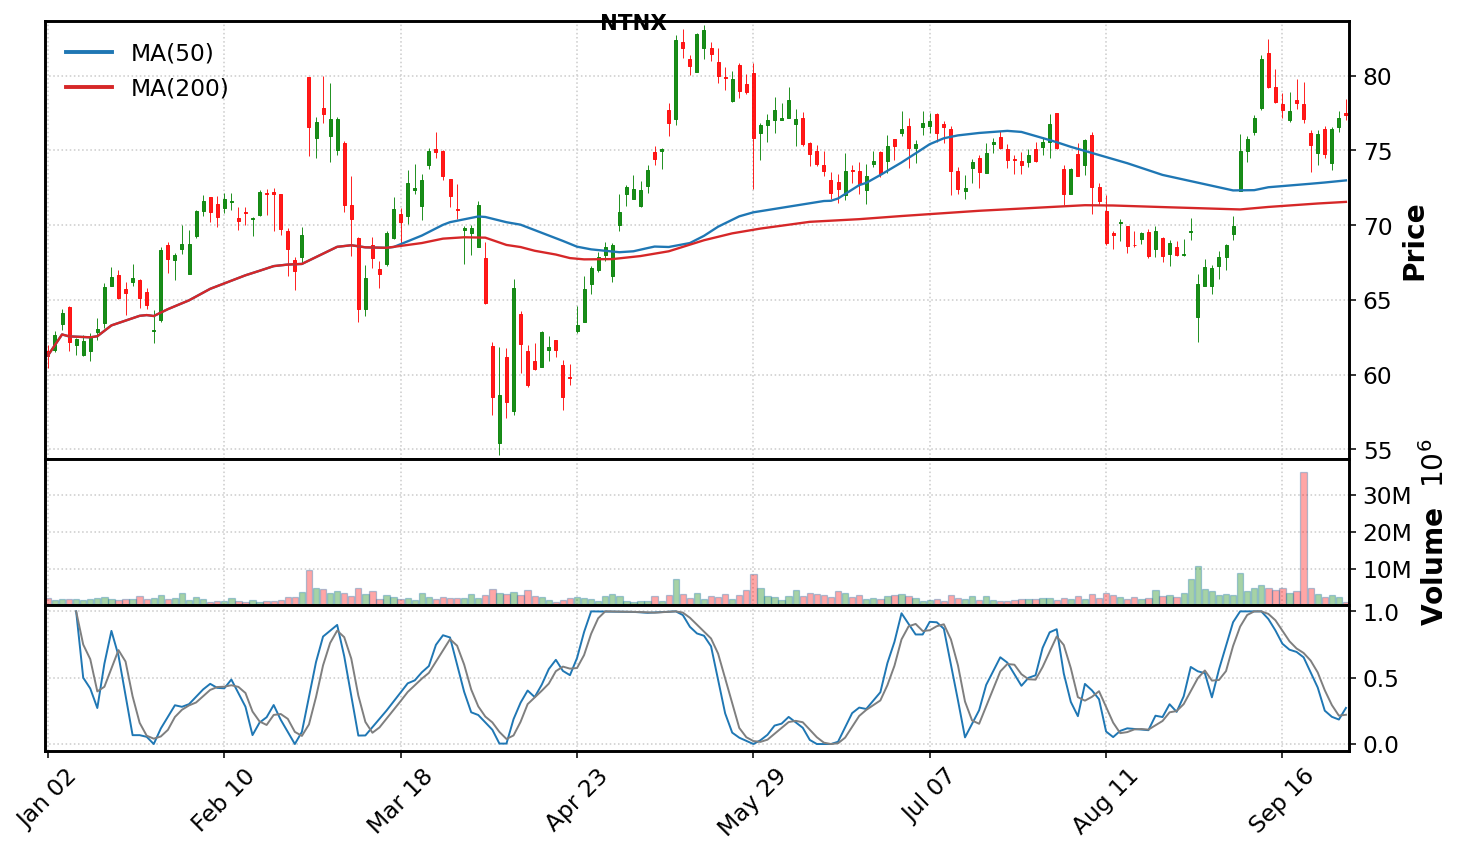 NTNX
MA(50)
MA(200)
80
75
70
65
60
55
Price
30M
20M
10M
Volume 10^6
1.0
0.5
0.0
Jan 02
Feb 10
Mar 18
Apr 23
May 29
Jul 07
Aug 11
Sep 16